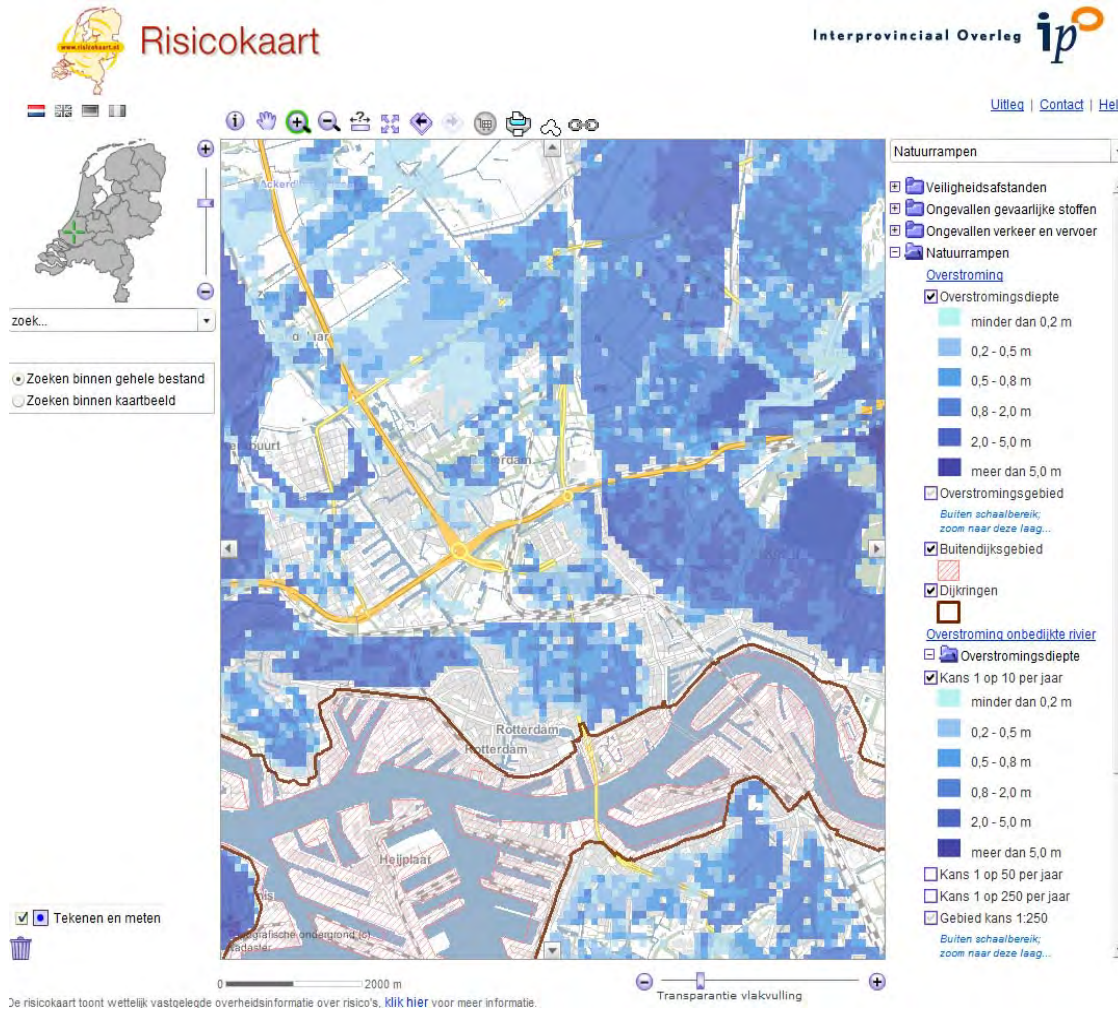 www.risicokaart.nl
Risicokaart
Interprovinciaal Overleg ipo
Uitleg | Contact | Hel
zoek...
Zoeken binnen gehele bestand
Zoeken binnen kaartbeeld
Tekenen en meten
Rotterdam
Rotterdam
Heijplaat
0 2000 m
Transparantie vlakvulling
Natuurrampen
Veiligheidsafstanden
Ongevallen gevaarlijke stoffen
Ongevallen verkeer en vervoer
Natuurrampen
Overstroming
Overstromingsdiepte
minder dan 0,2 m
0,2 - 0,5 m
0,5 - 0,8 m
0,8 - 2,0 m
2,0 - 5,0 m
meer dan 5,0 m
Overstromingsgebied
Buiten schaalbereik;
zoom naar deze laag...
Buitendijksgebied
Dijkringen
Overstroming onbedijkte rivier
Overstromingsdiepte
Kans 1 op 10 per jaar
minder dan 0,2 m
0,2 - 0,5 m
0,5 - 0,8 m
0,8 - 2,0 m
2,0 - 5,0 m
meer dan 5,0 m
Kans 1 op 50 per jaar
Kans 1 op 250 per jaar
Gebied kans 1:250
Buiten schaalbereik;
zoom naar deze laag...
De risicokaart toont wettelijk vastgelegde overheidsinformatie over risico's, klik hier voor meer informatie.